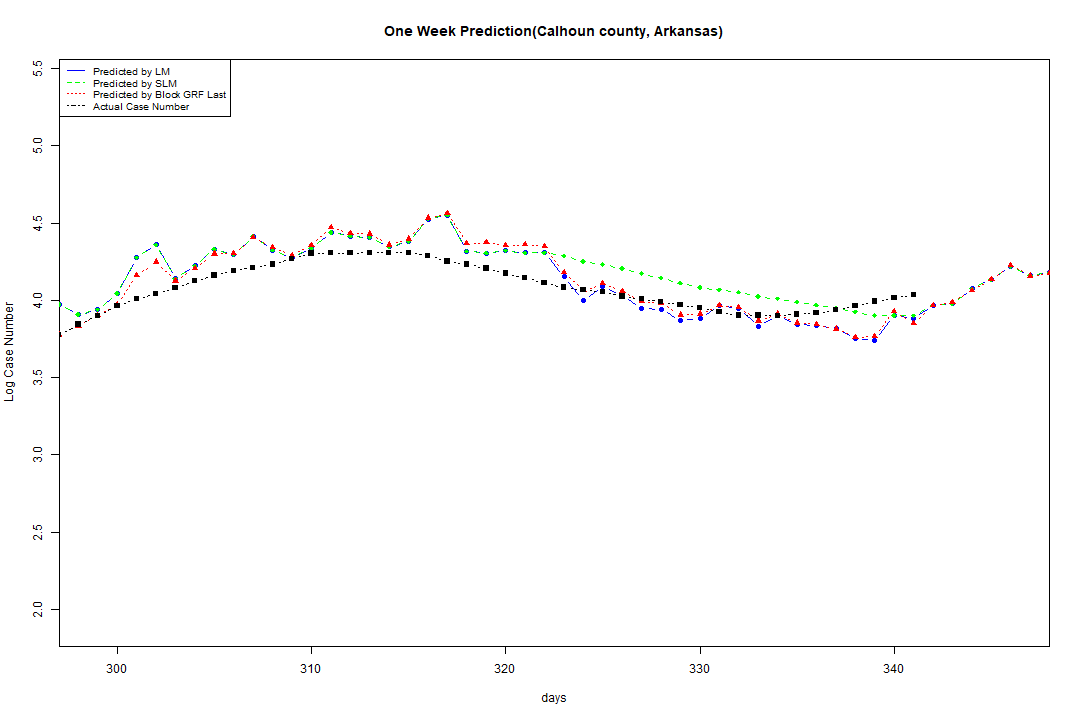 One Week Prediction(Calhoun county, Arkansas)
Predicted by LM
Predicted by SLM
Predicted by Block GRF Last
Actual Case Number
5.5
5.0
4.5
4.0
3.5
3.0
2.5
2.0
Log Case Number
300
310
320
330
340
days